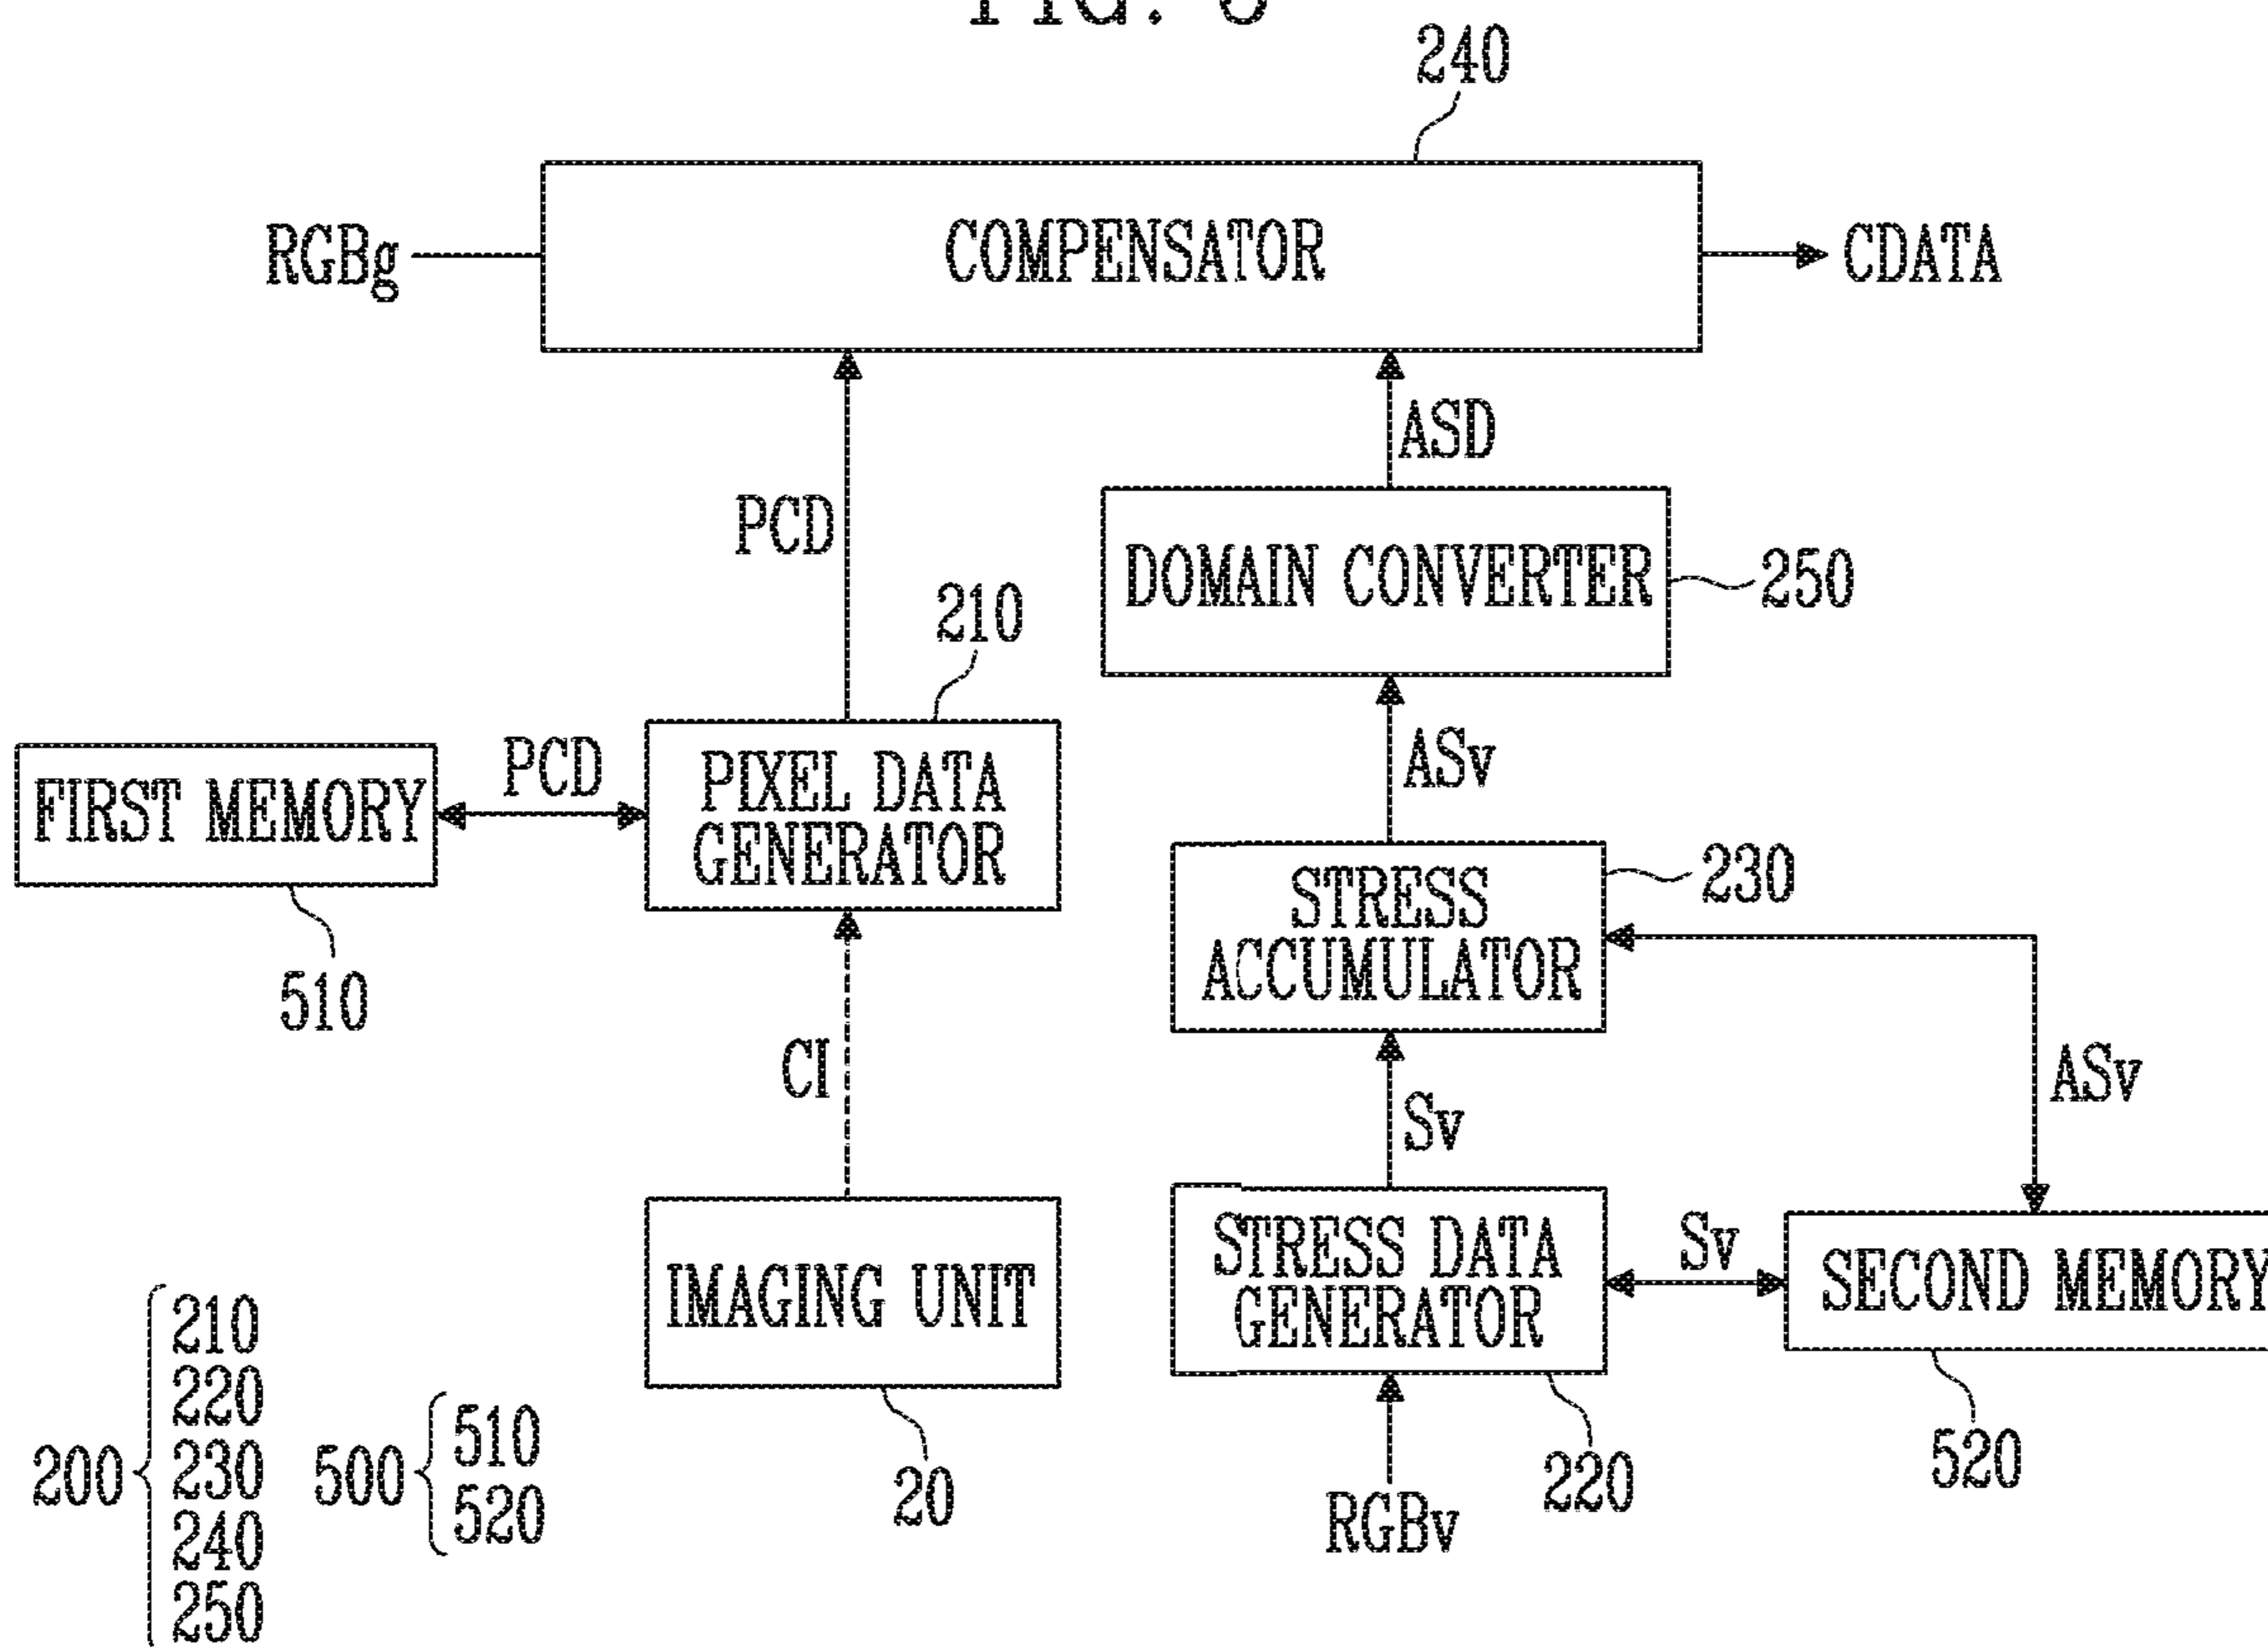 240
RGBg
COMPENSATOR
CDATA
PCD
ASD
DOMAIN CONVERTER
250
210
FIRST MEMORY
PCD
PIXEL DATA
GENERATOR
ASv
510
STRESS
ACCUMULATOR
230
CI
Sv
ASv
IMAGING UNIT
20
STRESS DATA
GENERATOR
Sv
SECOND MEMORY
220
520
RGBv
200
210
220
230
240
250
500
510
520